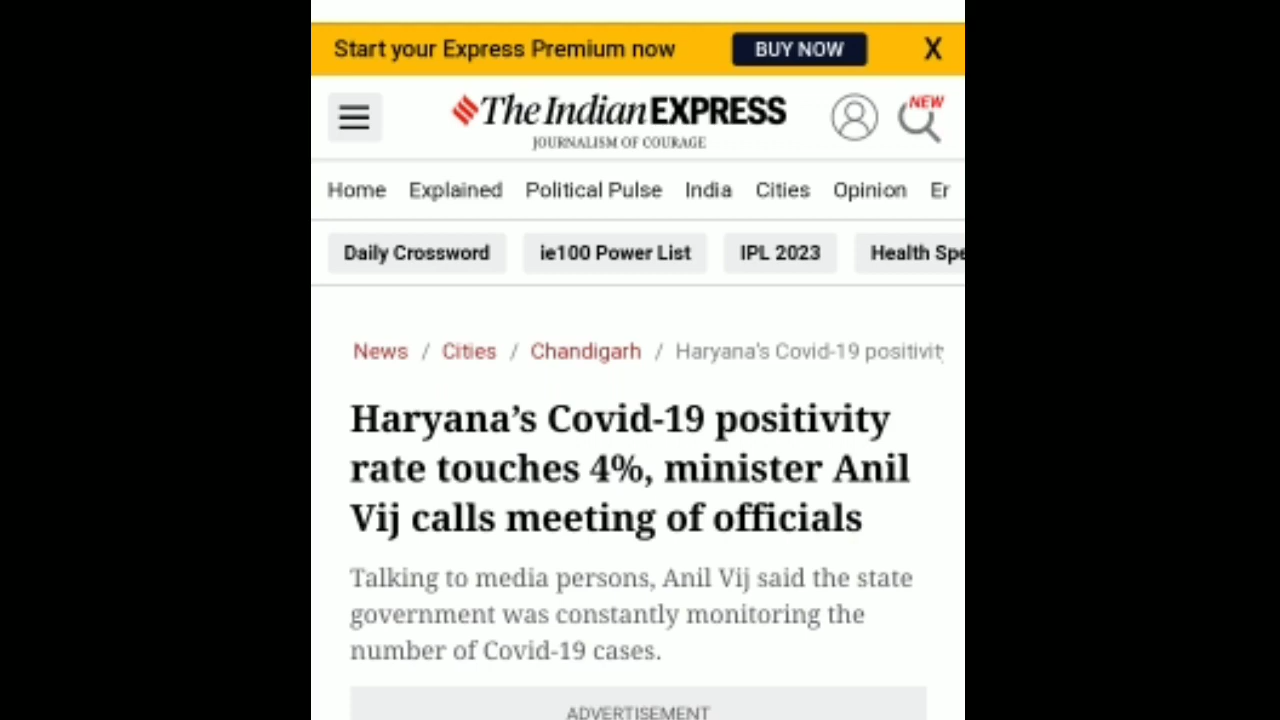 Start your Express Premium now BUY NOW X
The Indian EXPRESS NEW
JOURNALISM OF COURAGE
Home Explained Political Pulse India Cities Opinion Er
Daily Crossword ie100 Power List IPL 2023 Health Spe
News / Cities / Chandigarh / Haryana's Covid-19 positivit
Haryana’s Covid-19 positivity
rate touches 4%, minister Anil
Vij calls meeting of officials
Talking to media persons, Anil Vij said the state
government was constantly monitoring the
number of Covid-19 cases.
ADVERTISEMENT